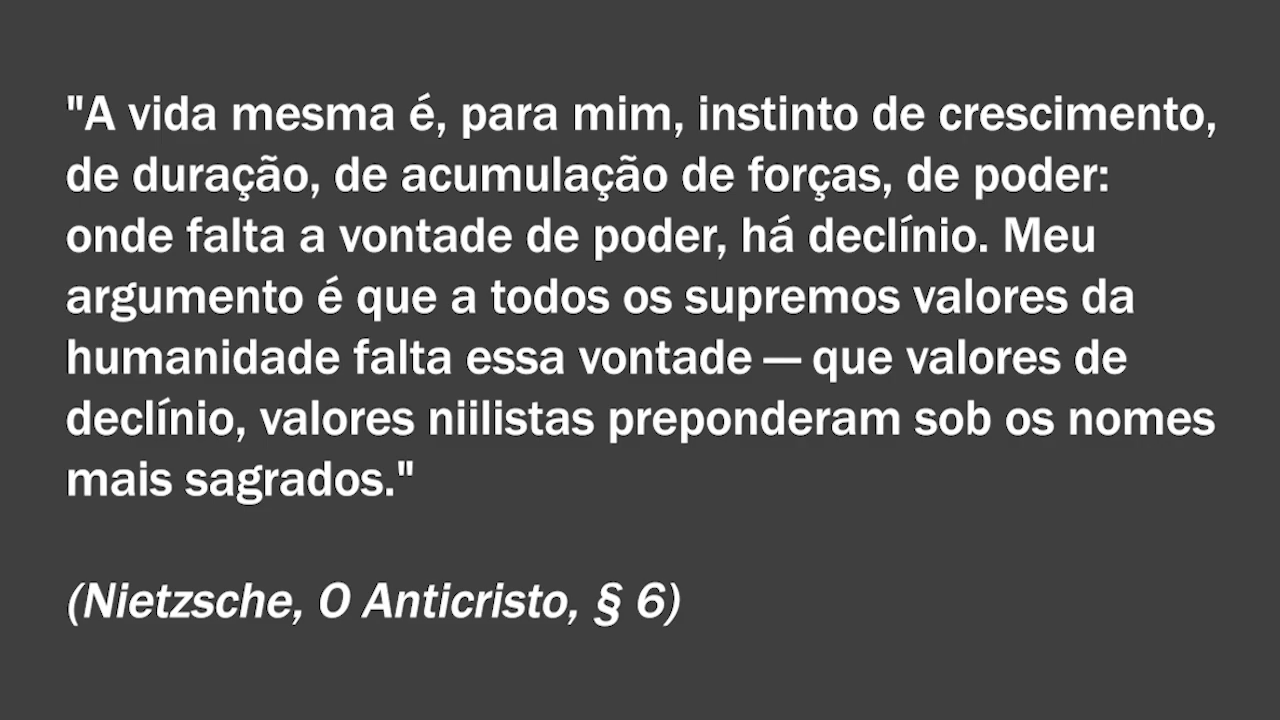 "A vida mesma é, para mim, instinto de crescimento,
de duração, de acumulação de forças, de poder:
onde falta a vontade de poder, há declínio. Meu
argumento é que a todos os supremos valores da
humanidade falta essa vontade — que valores de
declínio, valores niilistas preponderam sob os nomes
mais sagrados."
(Nietzsche, O Anticristo, § 6)